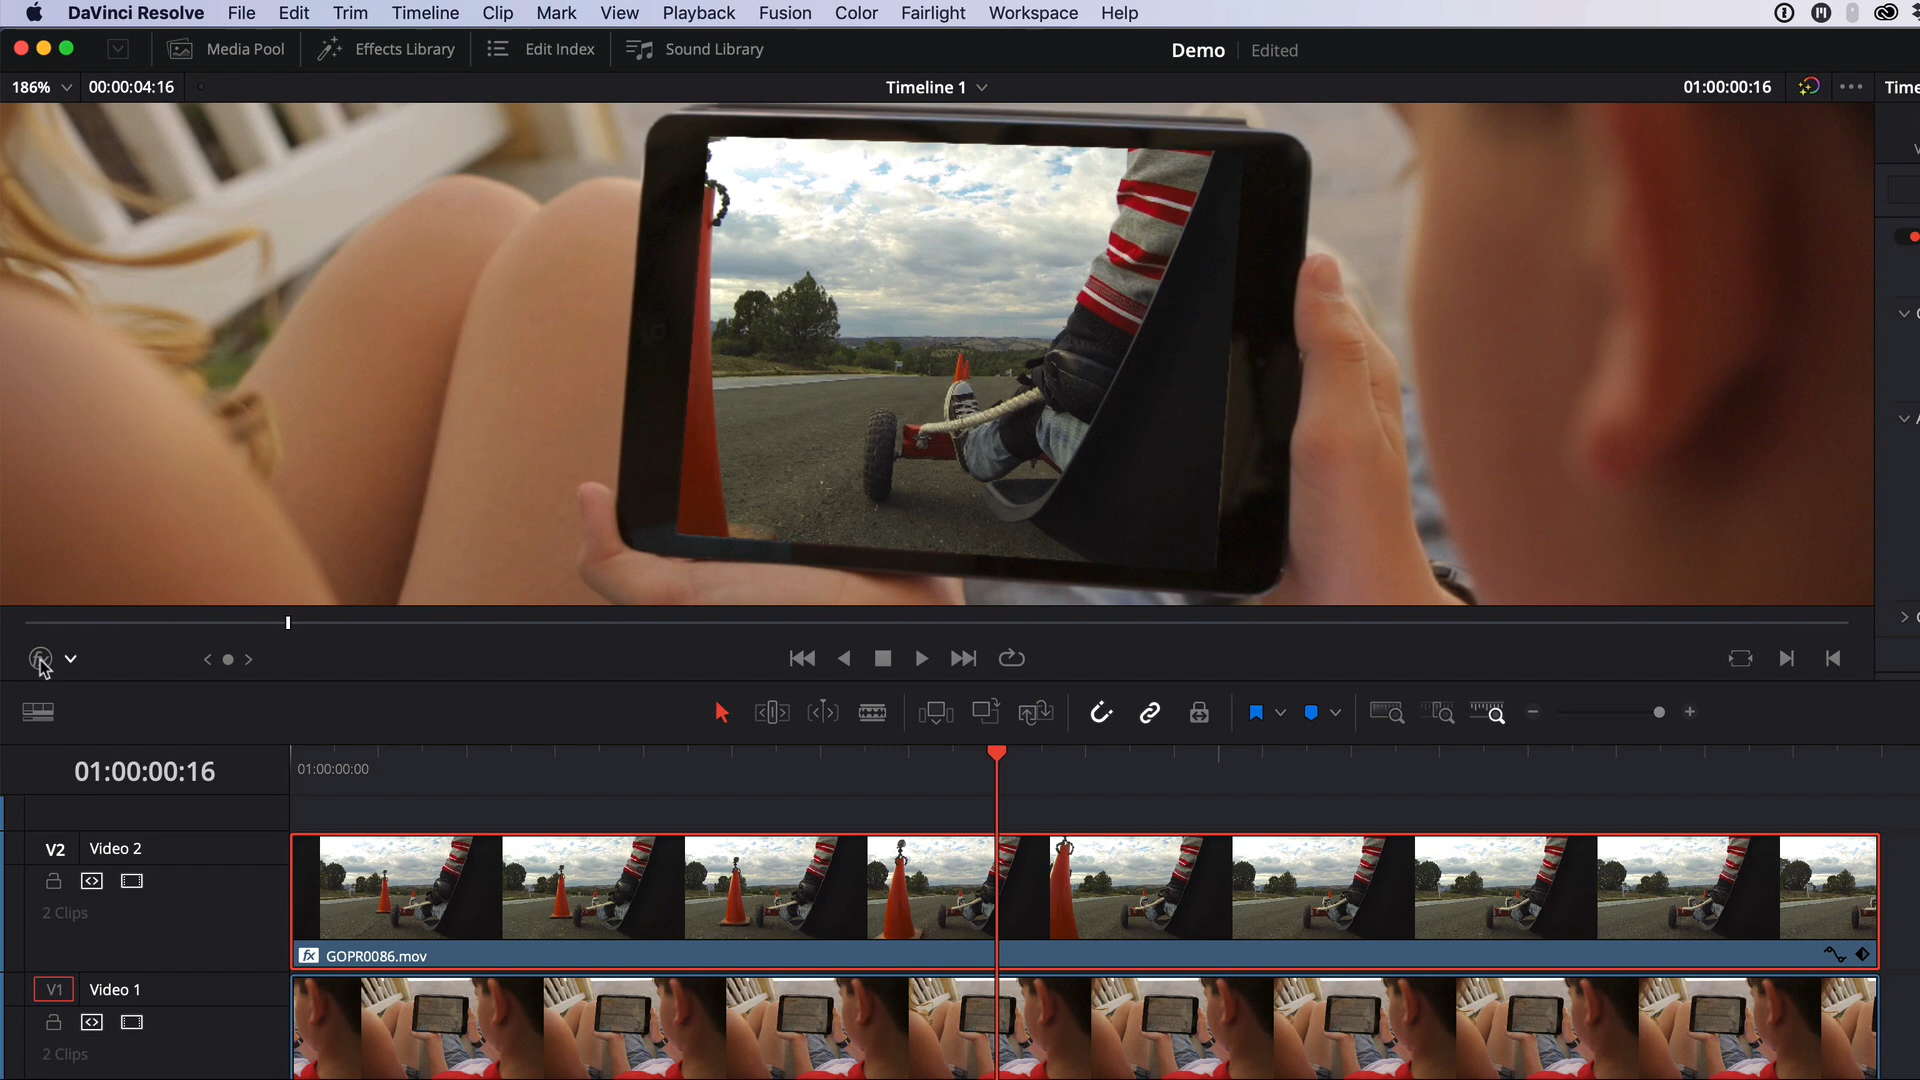 DaVinci Resolve File Edit Trim Timeline Clip Mark View Playback Fusion Color Fairlight Workspace Help
Media Pool Effects Library Edit Index Sound Library Demo Edited
186% 00:00:04:16 Timeline 1 01:00:00:16 Time
01:00:00:16 01:00:00:00
V2 Video 2
2 Clips
fx GOPR0086.mov
V1 Video 1
2 Clips